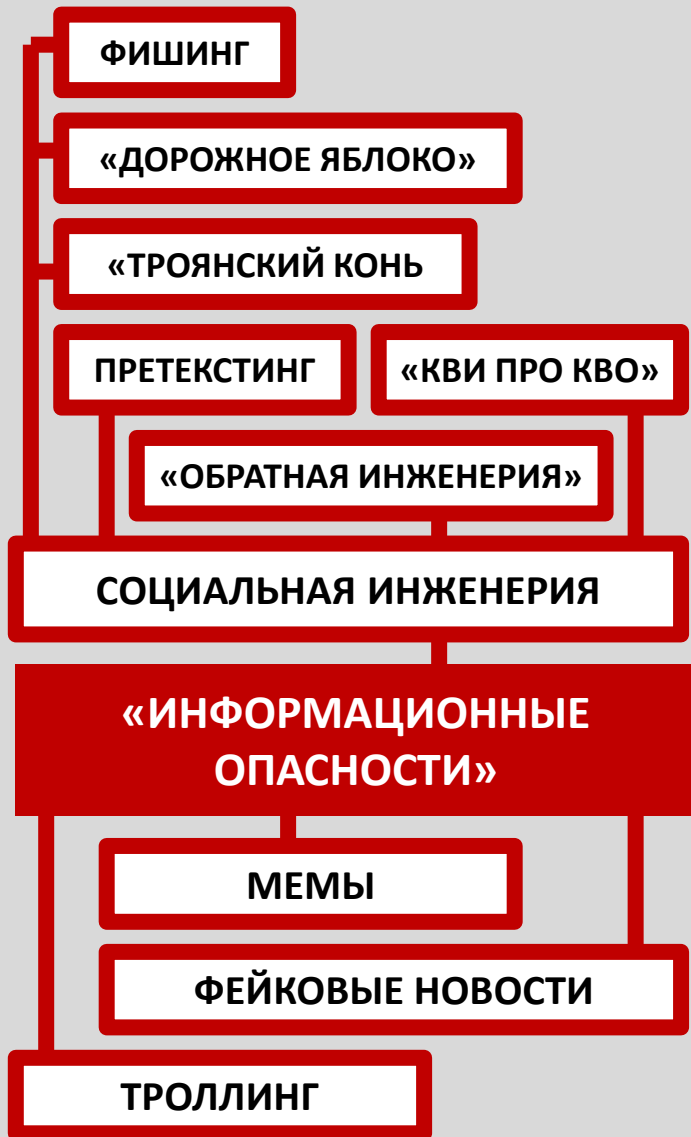 ФИШИНГ
«ДОРОЖНОЕ ЯБЛОКО»
«ТРОЯНСКИЙ КОНЬ
ПРЕТЕКСТИНГ
«КВИ ПРО КВО»
«ОБРАТНАЯ ИНЖЕНЕРИЯ»
СОЦИАЛЬНАЯ ИНЖЕНЕРИЯ
«ИНФОРМАЦИОННЫЕ
ОПАСНОСТИ»
МЕМЫ
ФЕЙКОВЫЕ НОВОСТИ
ТРОЛЛИНГ